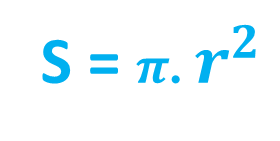 S = π. r²